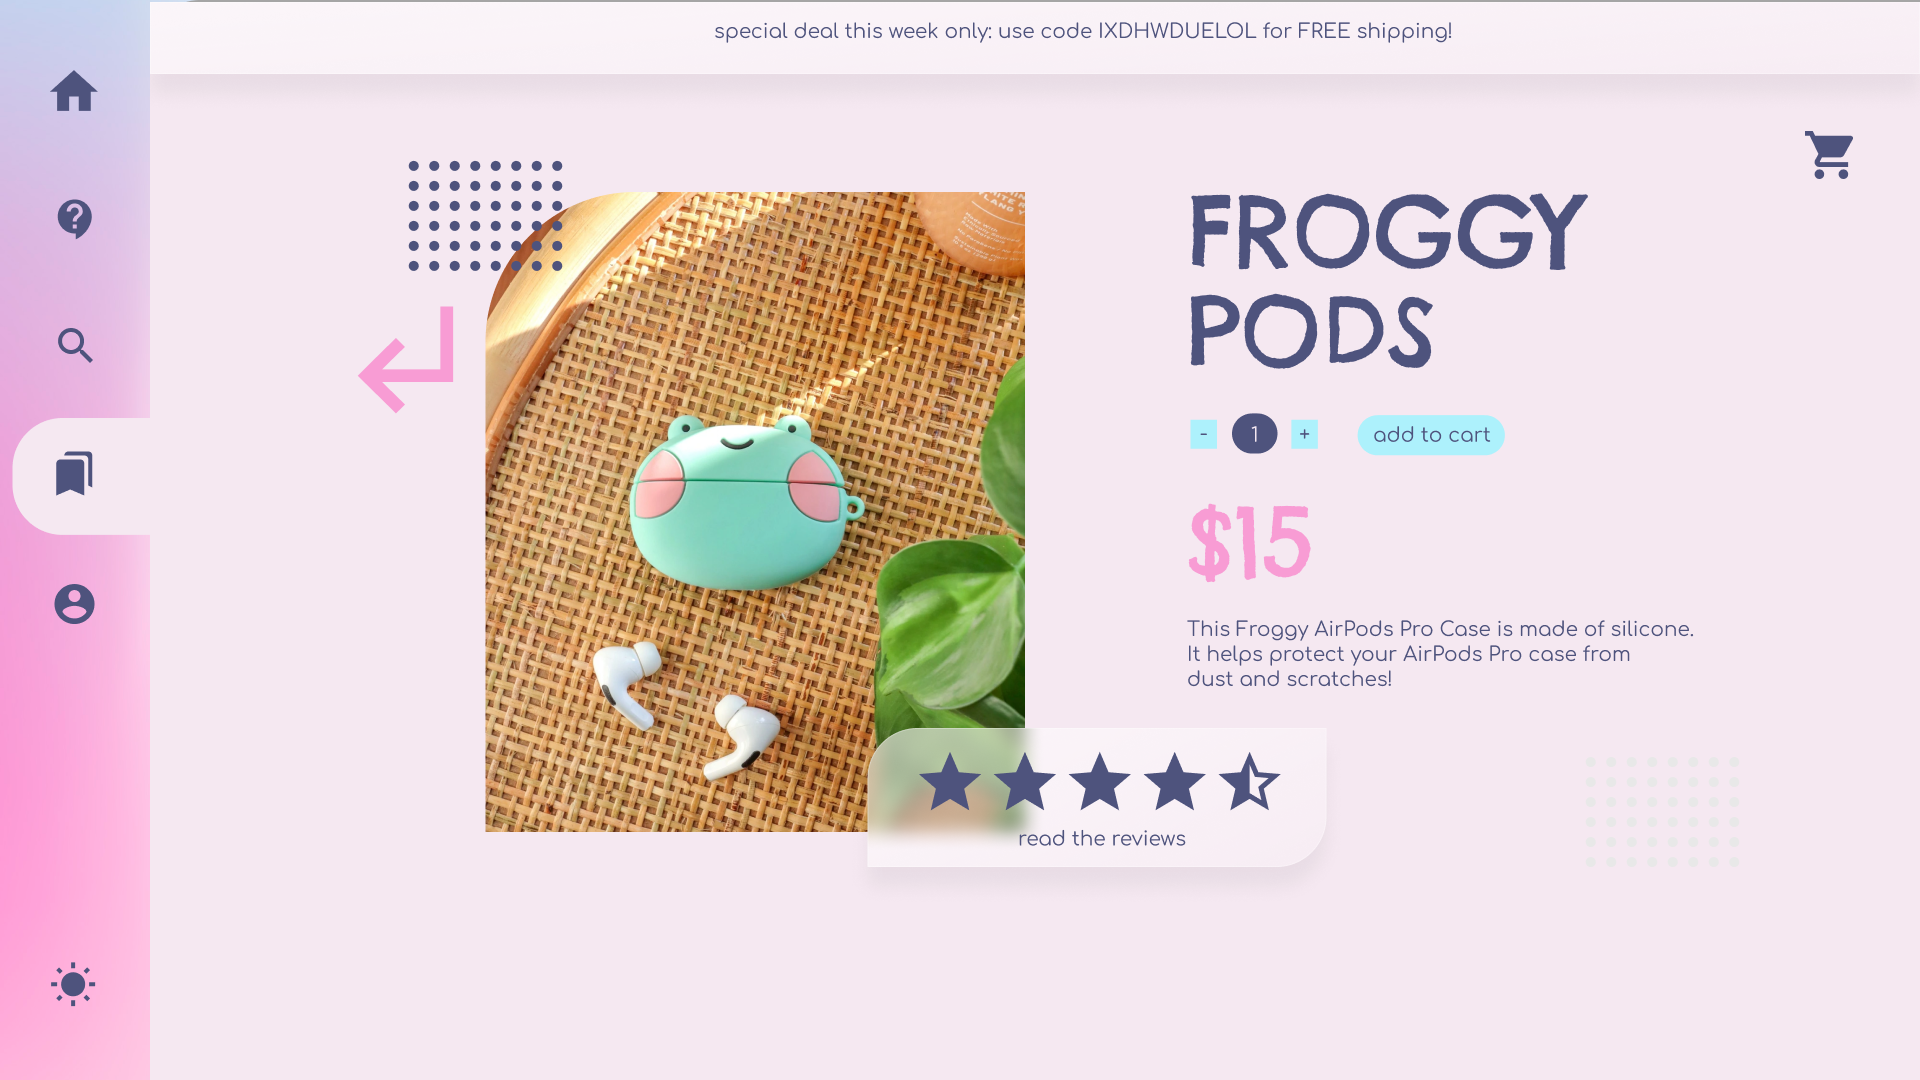 special deal this week only: use code IXDHWDUELOL for FREE shipping!
FROGGY
PODS
- 1 + add to cart
$15
This Froggy AirPods Pro Case is made of silicone.
It helps protect your AirPods Pro case from
dust and scratches!
read the reviews